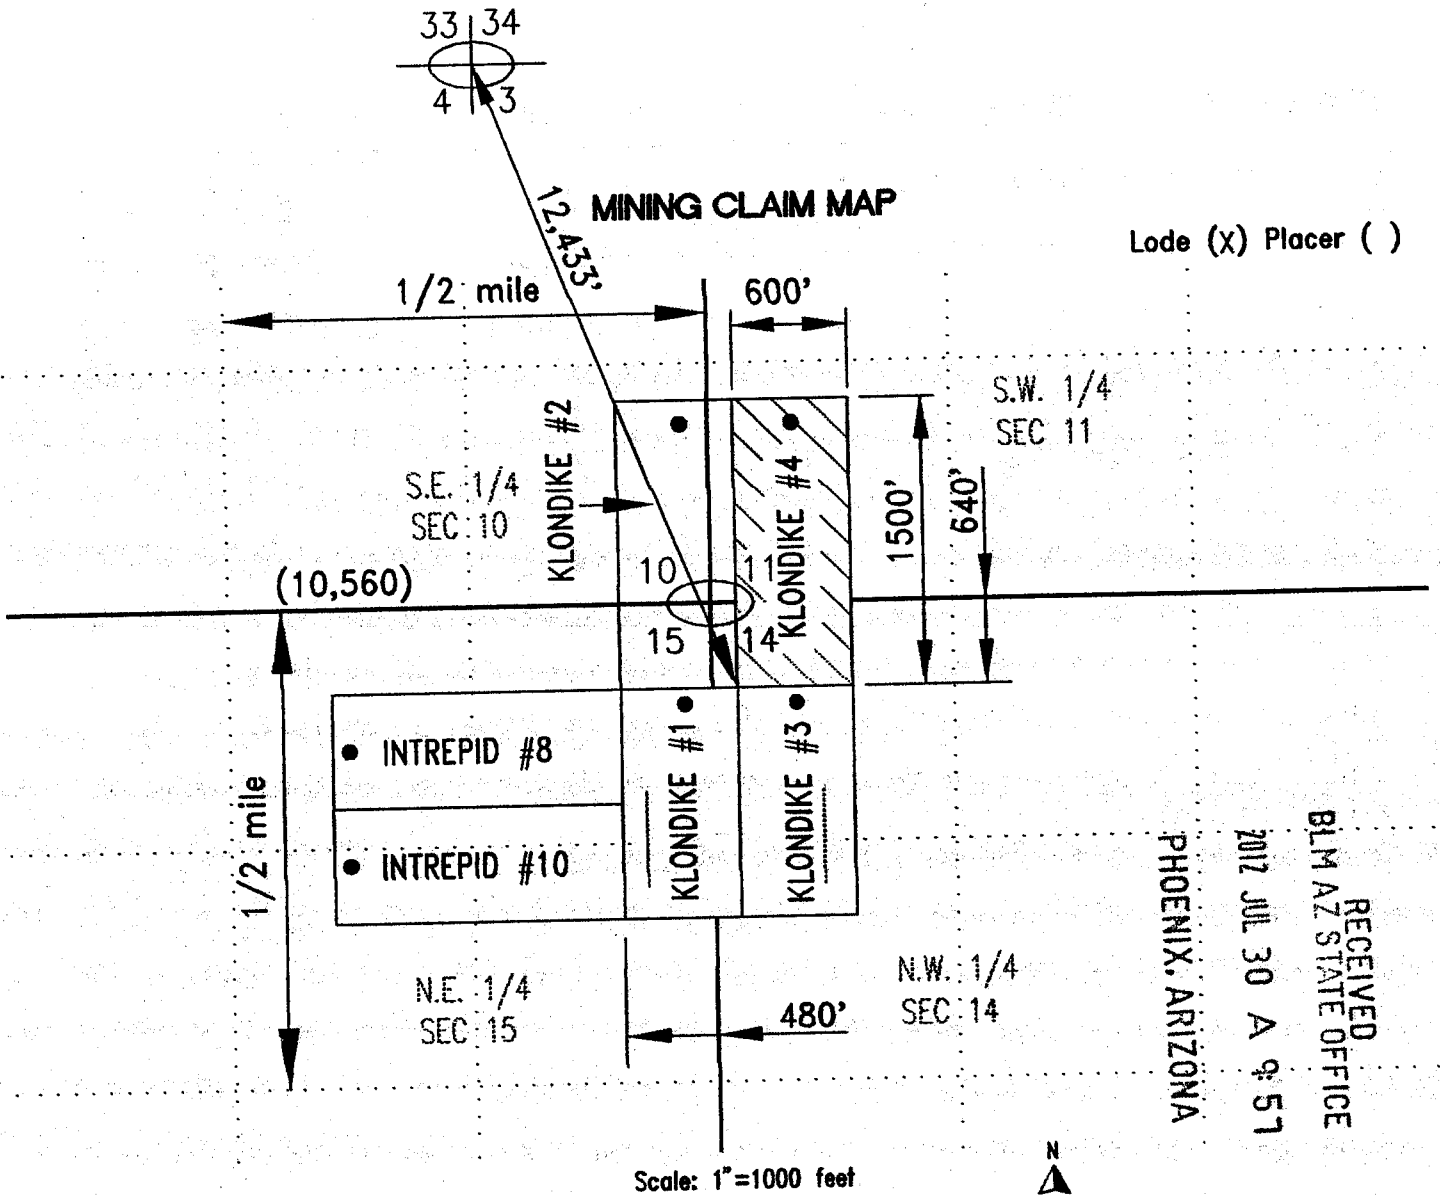 33 34
4 3
12,433'
MINING CLAIM MAP
Lode (X) Placer ( )
1/2 mile
600'
S.W. 1/4
SEC 11
KLONDIKE #2
S.E. 1/4
SEC 10
KLONDIKE #4
1500'
640'
10 11
15 14
(10,560)
INTREPID #8
INTREPID #10
KLONDIKE #1
KLONDIKE #3
1/2 mile
N.E. 1/4
SEC 15
480'
N.W. 1/4
SEC 14
RECEIVED
BLM AZ STATE OFFICE
2012 JUL 30 A 9:51
PHOENIX, ARIZONA
Scale: 1"=1000 feet
N